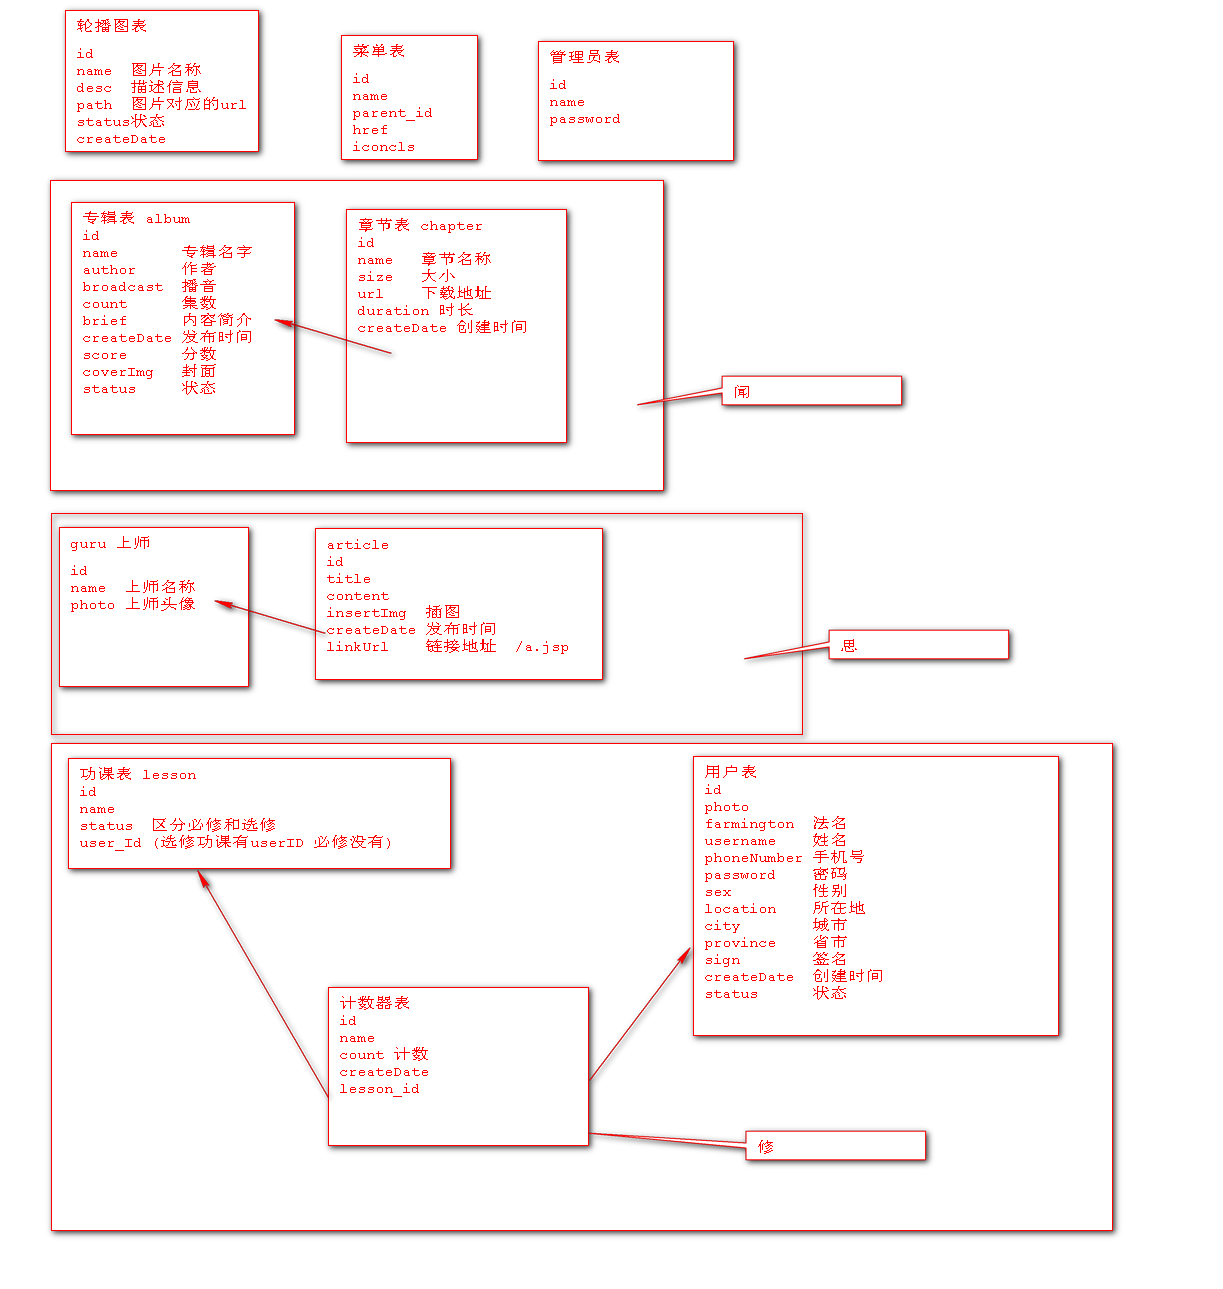 轮播图表
id
name 图片名称
desc 描述信息
path 图片对应的url
status状态
createDate
菜单表
id
name
parent_id
href
iconcls
管理员表
id
name
password
专辑表 album
id
name 专辑名字
author 作者
broadcast 播音
count 集数
brief 内容简介
createDate 发布时间
score 分数
coverImg 封面
status 状态
章节表 chapter
id
name 章节名称
size 大小
url 下载地址
duration 时长
createDate 创建时间
闻
guru 上师
id
name 上师名称
photo 上师头像
article
id
title
content
insertImg 插图
createDate 发布时间
linkUrl 链接地址 /a.jsp
思
功课表 lesson
id
name
status 区分必修和选修
user_Id (选修功课有userID 必修没有)
用户表
id
photo
farmington 法名
username 姓名
phoneNumber 手机号
password 密码
sex 性别
location 所在地
city 城市
province 省市
sign 签名
createDate 创建时间
status 状态
计数器表
id
name
count 计数
createDate
lesson_id
修